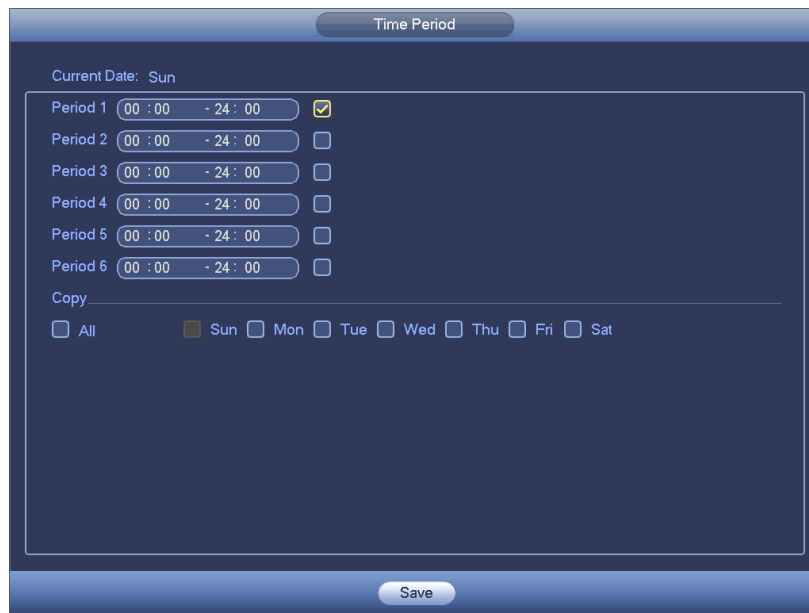 Time Period
Current Date: Sun
Period 1 00 :00 - 24 : 00
Period 2 00 :00 - 24 : 00
Period 3 00 :00 - 24 : 00
Period 4 00 :00 - 24 : 00
Period 5 00 :00 - 24 : 00
Period 6 00 :00 - 24 : 00
Copy
All Sun Mon Tue Wed Thu Fri Sat
Save